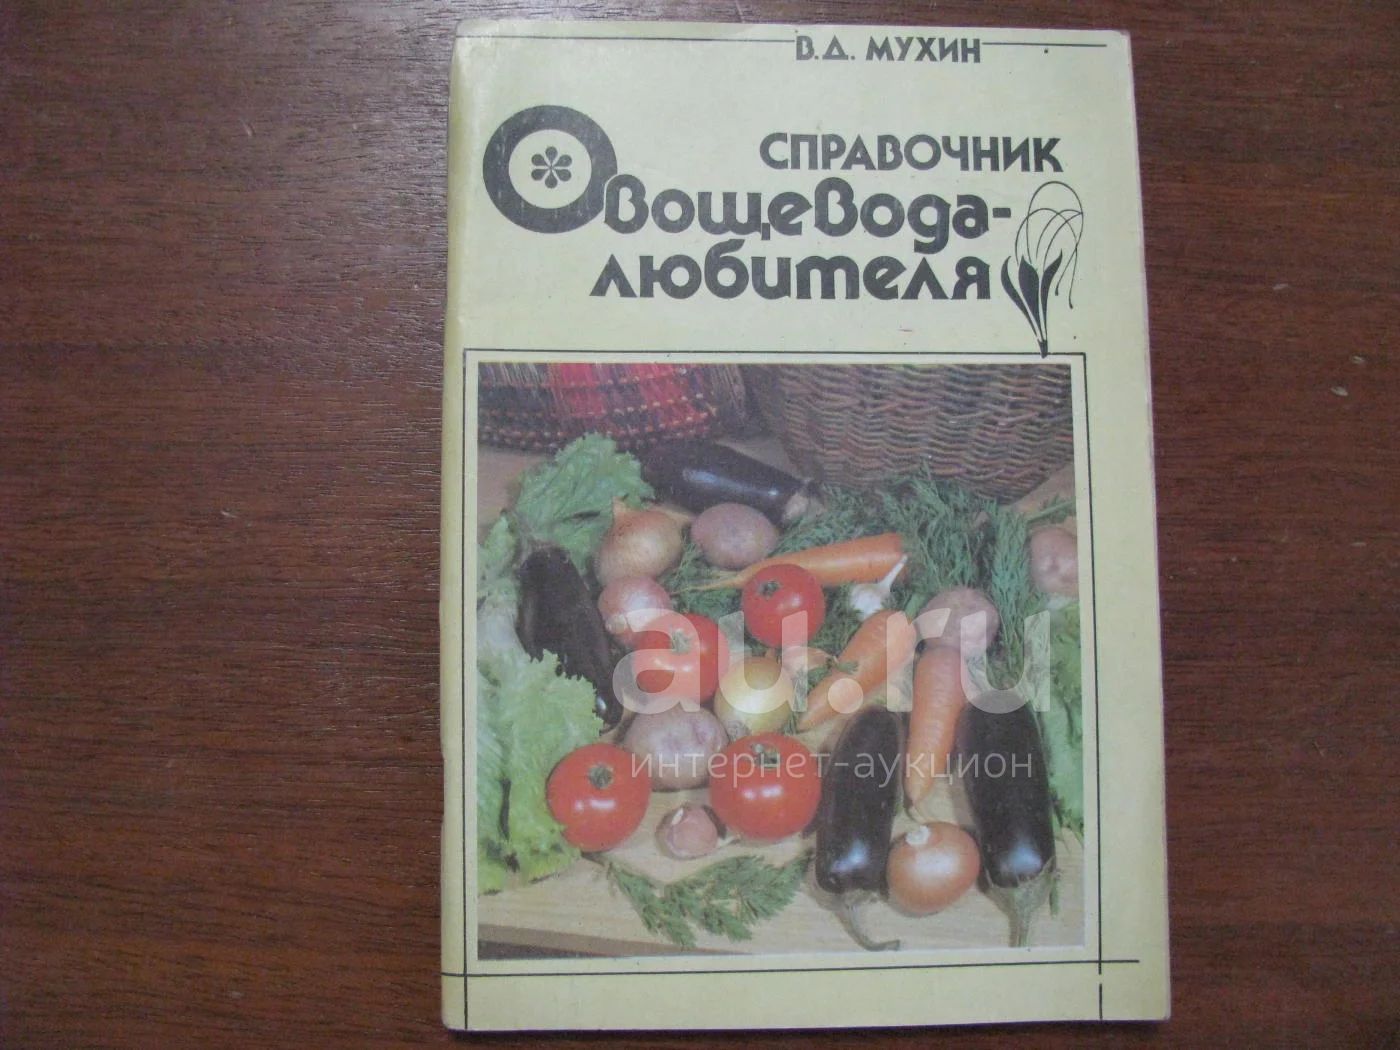 В.Д. МУХИН
СПРАВОЧНИК
Овощевода-
любителя
au.ru
интернет-аукцион